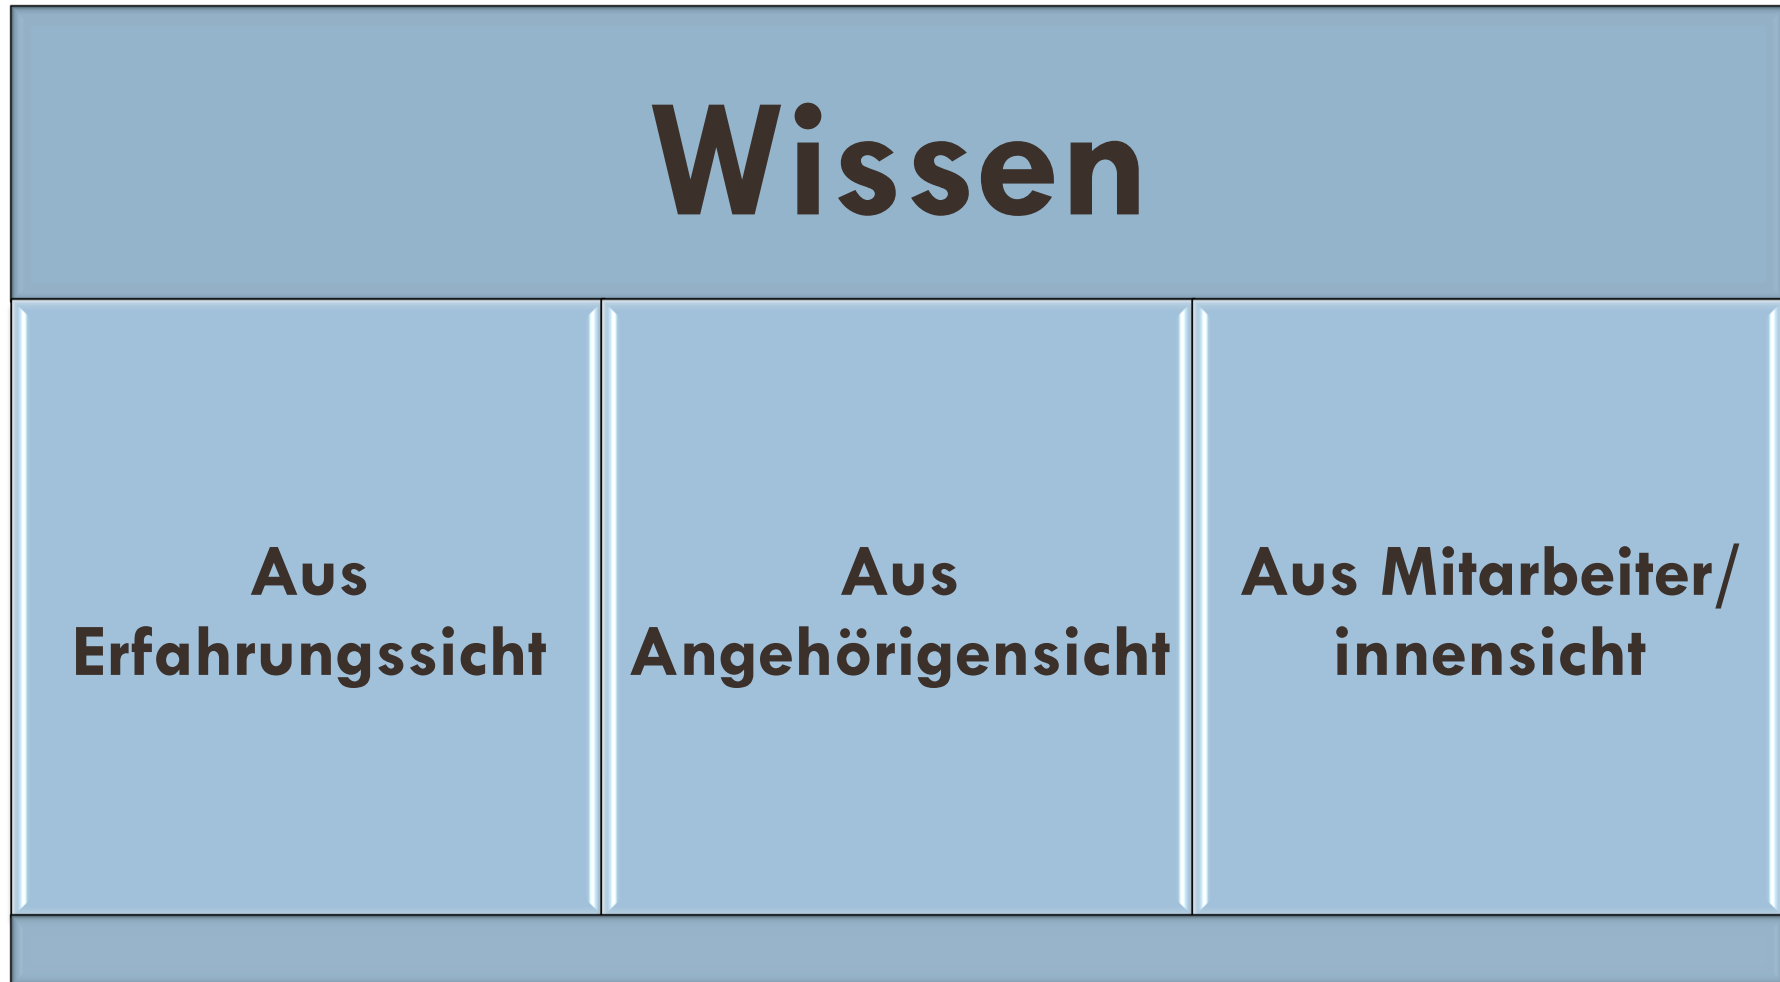 Wissen
Aus
Erfahrungssicht
Aus
Angehörigensicht
Aus Mitarbeiter/
innensicht